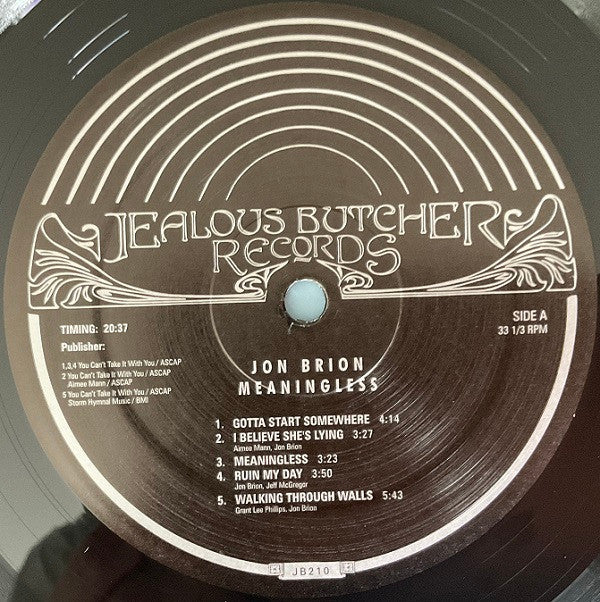 JEALOUS BUTCHER
RECORDS
TIMING: 20:37
SIDE A
33 1/3 RPM
Publisher:
1,3,4 You Can't Take It With You / ASCAP
2 You Can't Take It With You / ASCAP
Aimee Mann / ASCAP
5 You Can't Take It With You / ASCAP
Storm Hymnal Music / BMI
JON BRION
MEANINGLESS
1. GOTTA START SOMEWHERE 4:14
2. I BELIEVE SHE'S LYING 3:27
Aimee Mann, Jon Brion
3. MEANINGLESS 3:23
4. RUIN MY DAY 3:50
Jon Brion, Jeff McGregor
5. WALKING THROUGH WALLS 5:43
Grant Lee Phillips, Jon Brion
JB210